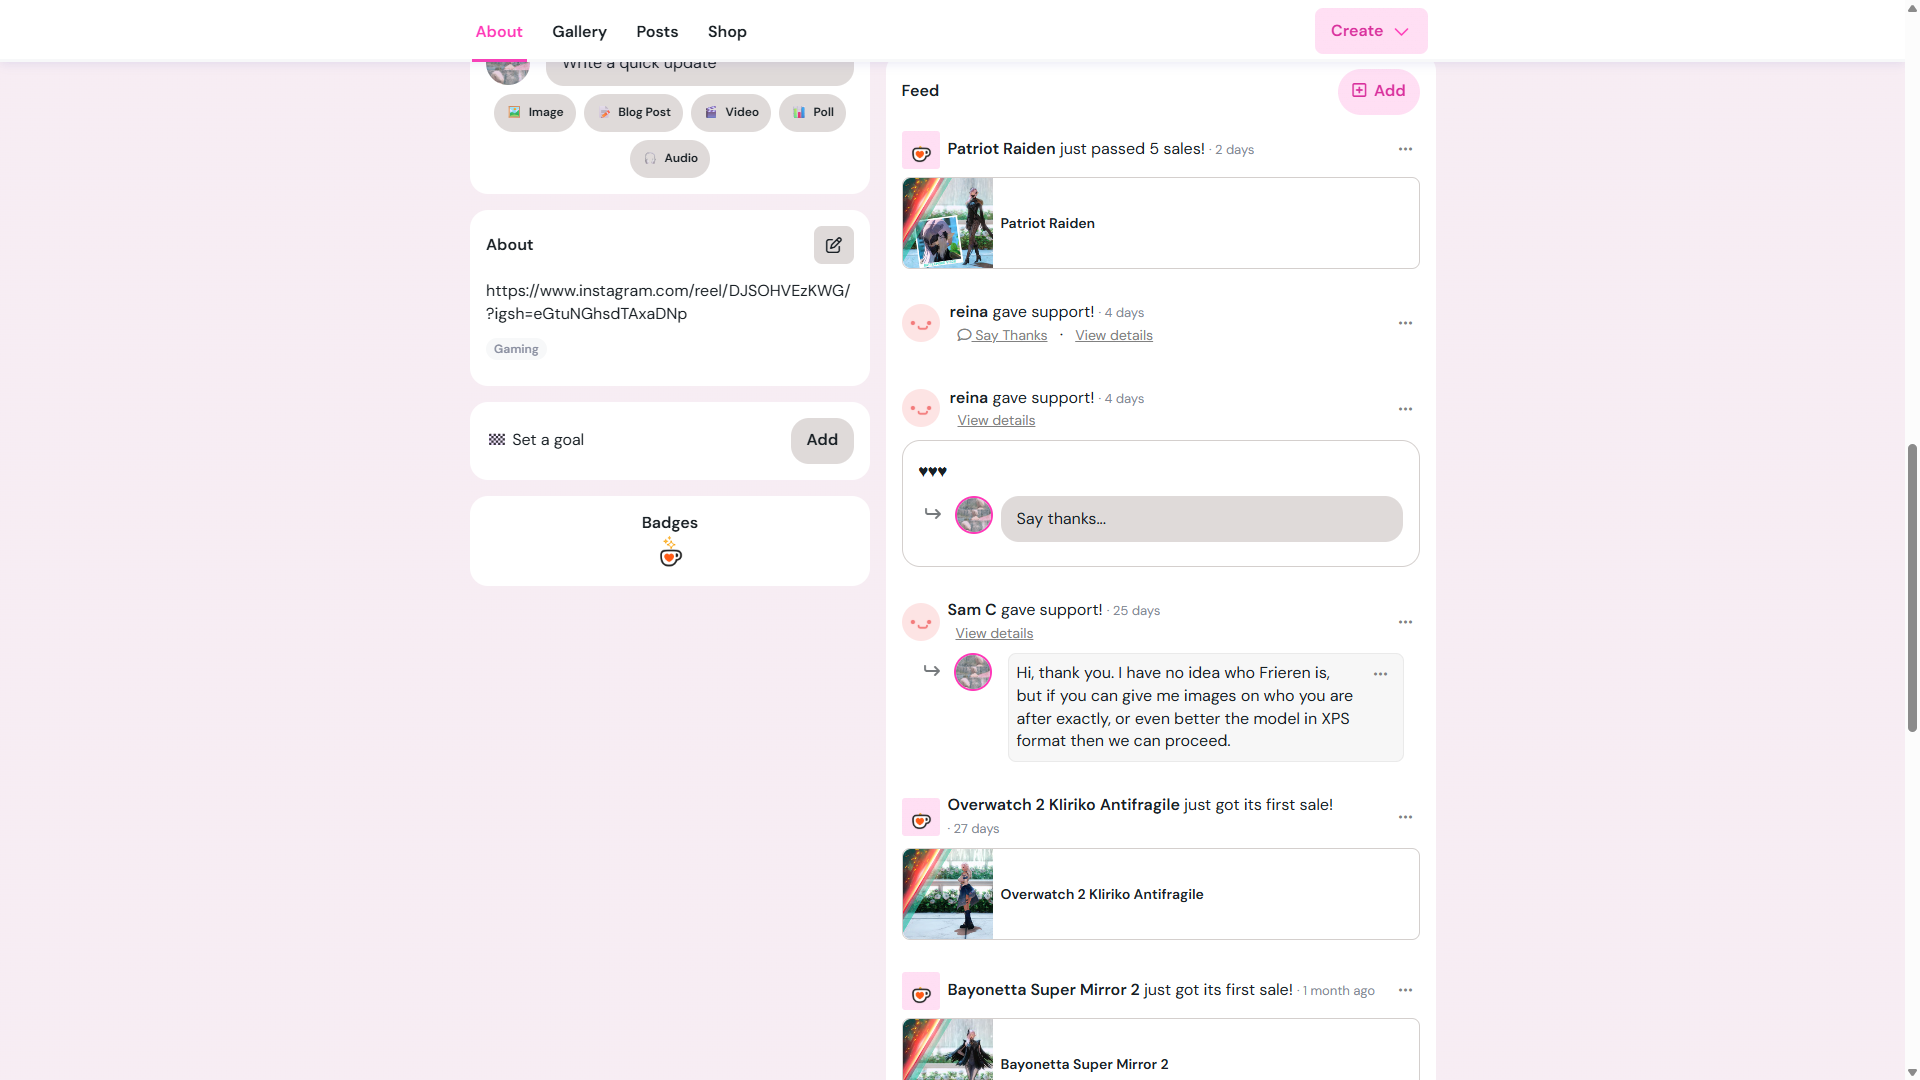 About
Gallery
Posts
Shop
Create
Write a quick update
Image
Blog Post
Video
Poll
Audio
About
https://www.instagram.com/reel/DJSOHVEzKWG/
?igsh=eGtuNGhsdTAxaDNp
Gaming
Set a goal
Add
Badges
Feed
Add
Patriot Raiden just passed 5 sales! · 2 days
Patriot Raiden
reina gave support! · 4 days
Say Thanks · View details
reina gave support! · 4 days
View details
♥♥♥
Say thanks...
Sam C gave support! · 25 days
View details
Hi, thank you. I have no idea who Frieren is,
but if you can give me images on who you are
after exactly, or even better the model in XPS
format then we can proceed.
Overwatch 2 KIiriko Antifragile just got its first sale!
· 27 days
Overwatch 2 KIiriko Antifragile
Bayonetta Super Mirror 2 just got its first sale! · 1 month ago
Bayonetta Super Mirror 2